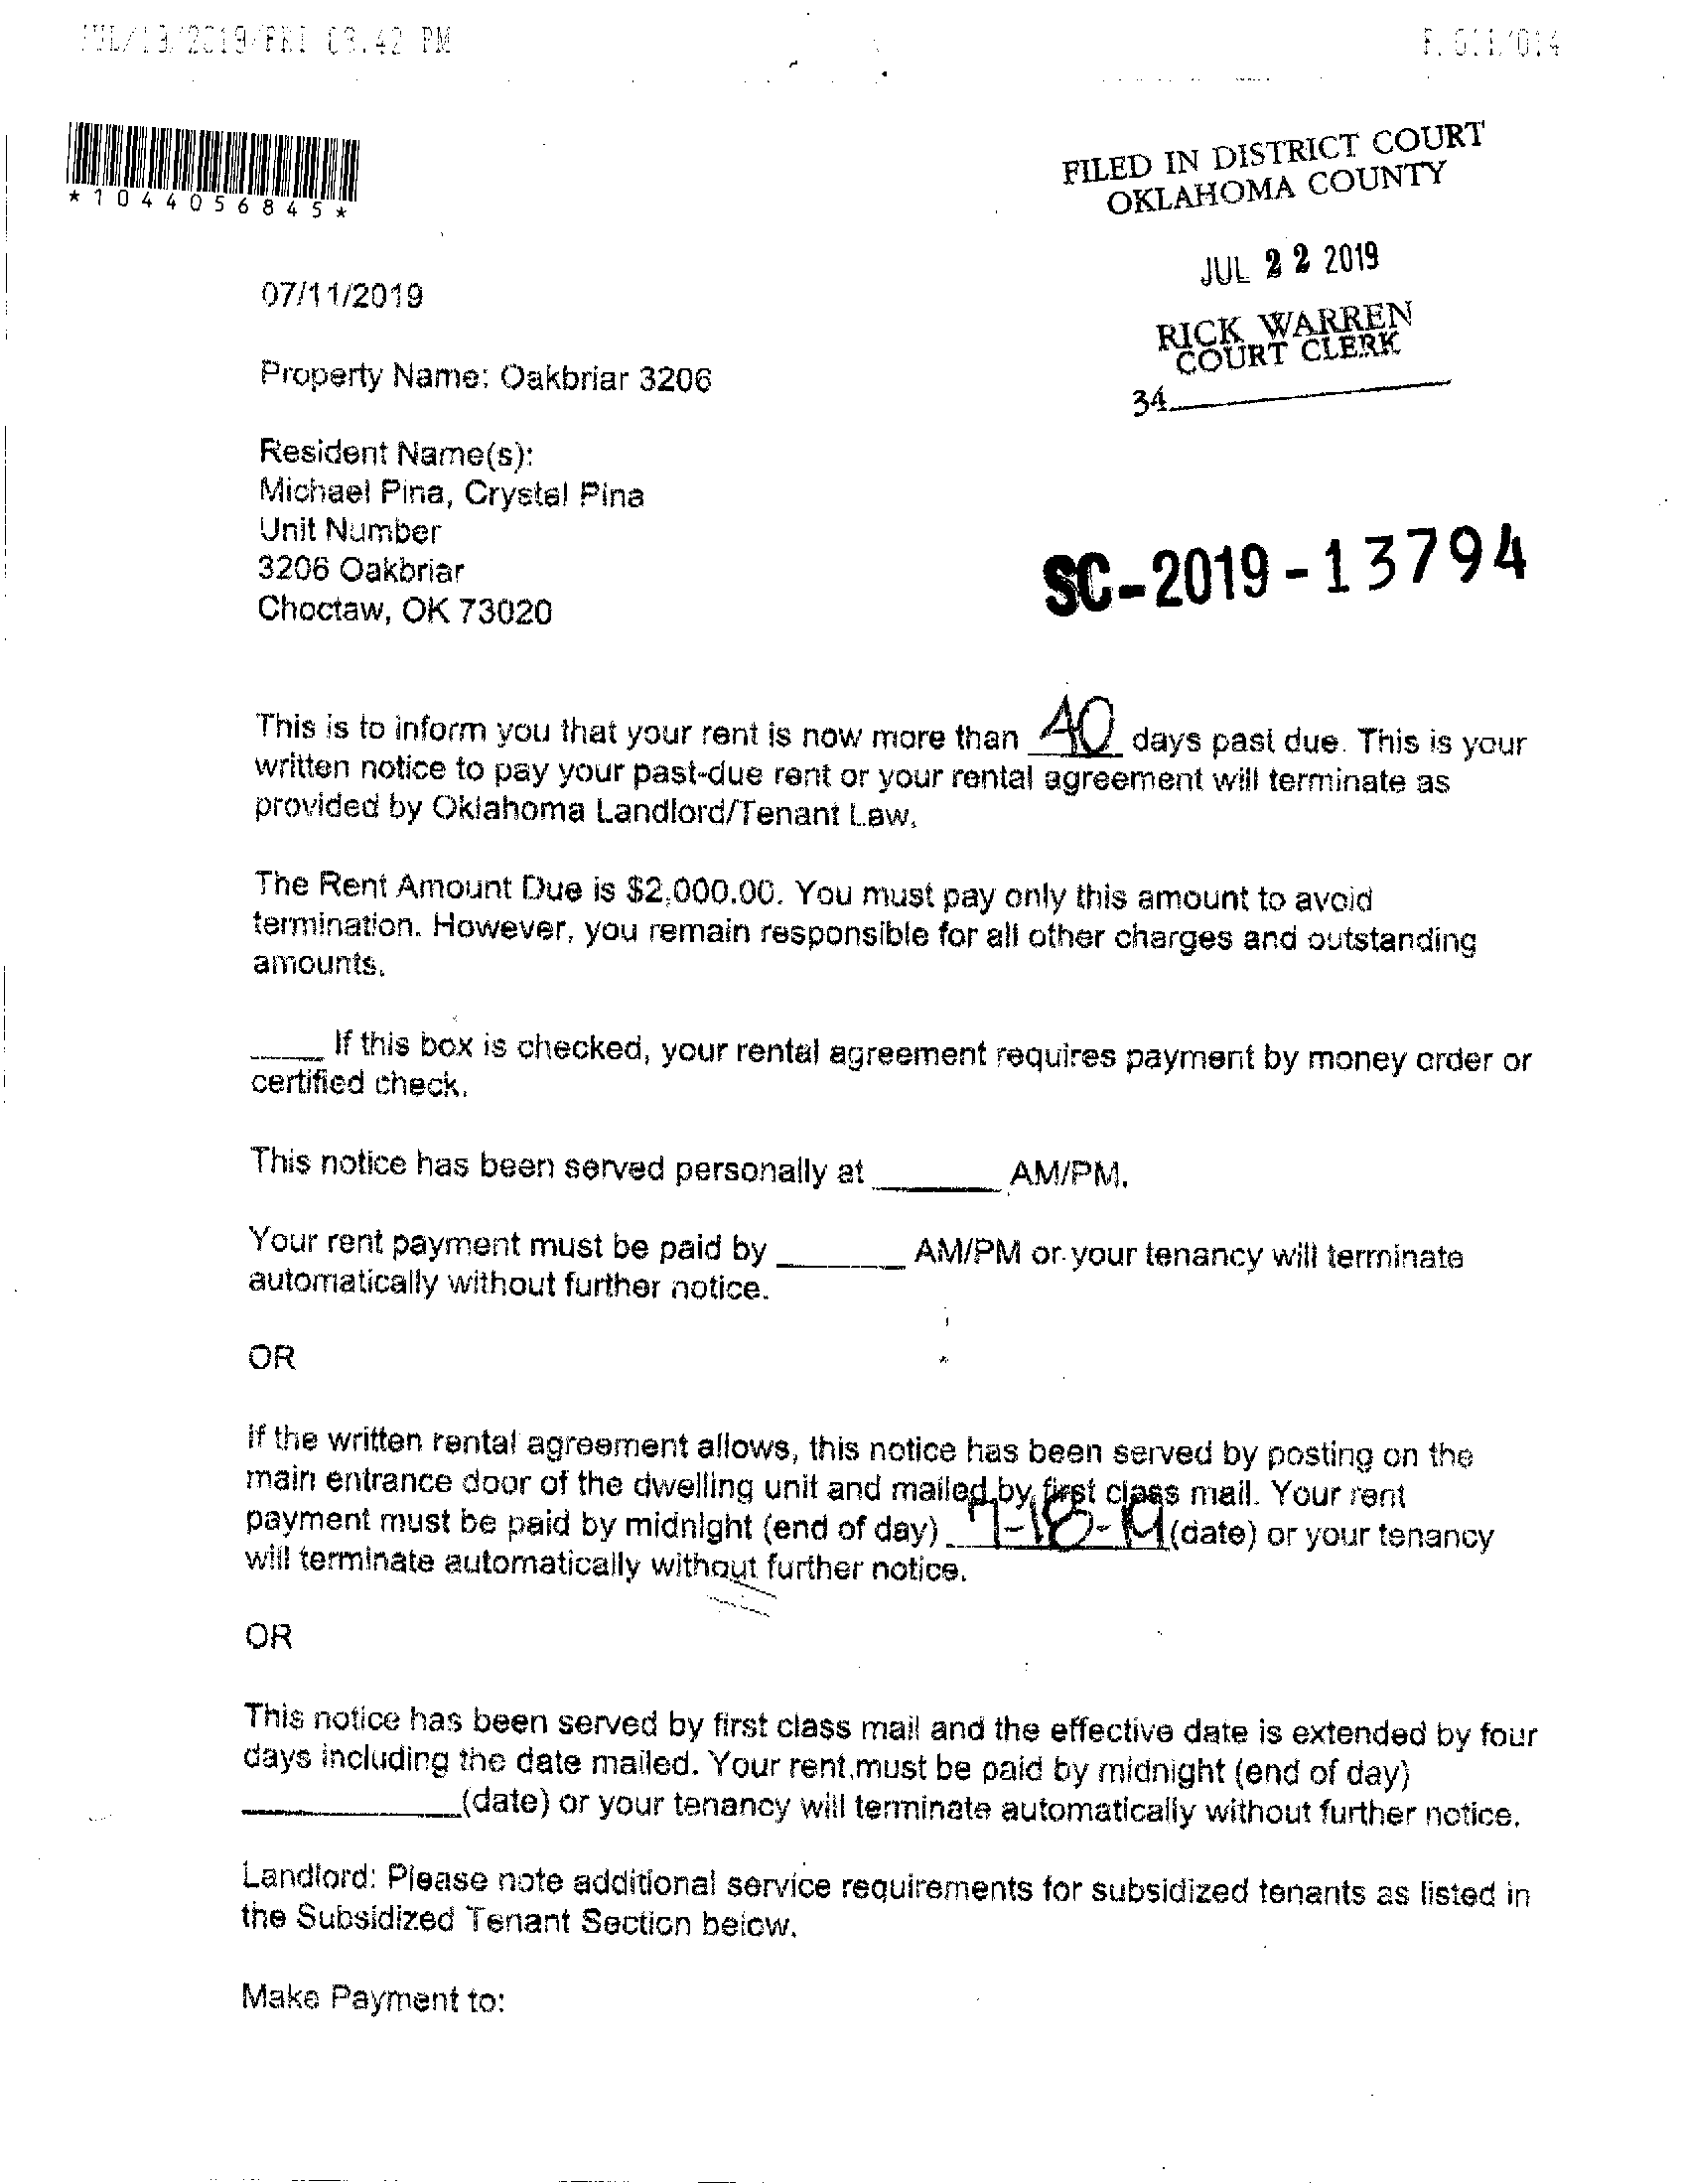 JUL/19/2019/FRI 03:42 PM
P. 011/014
*1044056845*
FILED IN DISTRICT COURT
OKLAHOMA COUNTY
JUL 22 2019
RICK WARREN
COURT CLERK
34
07/11/2019
Property Name: Oakbriar 3206
Resident Name(s):
Michael Pina, Crystal Pina
Unit Number
3206 Oakbriar
Choctaw, OK 73020
SC-2019-13794
This is to inform you that your rent is now more than 40 days past due. This is your
written notice to pay your past-due rent or your rental agreement will terminate as
provided by Oklahoma Landlord/Tenant Law.
The Rent Amount Due is $2,000.00. You must pay only this amount to avoid
termination. However, you remain responsible for all other charges and outstanding
amounts.
____ If this box is checked, your rental agreement requires payment by money order or
certified check.
This notice has been served personally at _______ AM/PM.
Your rent payment must be paid by _______ AM/PM or your tenancy will terminate
automatically without further notice.
OR
If the written rental agreement allows, this notice has been served by posting on the
main entrance door of the dwelling unit and mailed by first class mail. Your rent
payment must be paid by midnight (end of day) 7-18-19 (date) or your tenancy
will terminate automatically without further notice.
OR
This notice has been served by first class mail and the effective date is extended by four
days including the date mailed. Your rent must be paid by midnight (end of day)
____________(date) or your tenancy will terminate automatically without further notice.
Landlord: Please note additional service requirements for subsidized tenants as listed in
the Subsidized Tenant Section below.
Make Payment to: